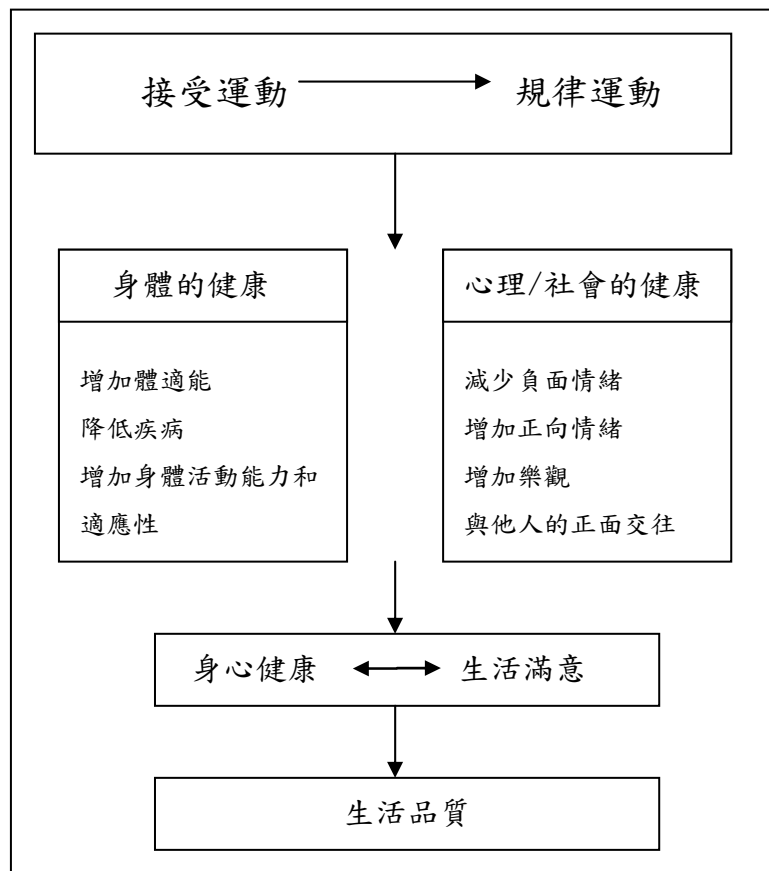 接受運動 規律運動
身體的健康
增加體適能
降低疾病
增加身體活動能力和
適應性
心理/社會的健康
減少負面情緒
增加正向情緒
增加樂觀
與他人的正面交往
身心健康 生活滿意
生活品質